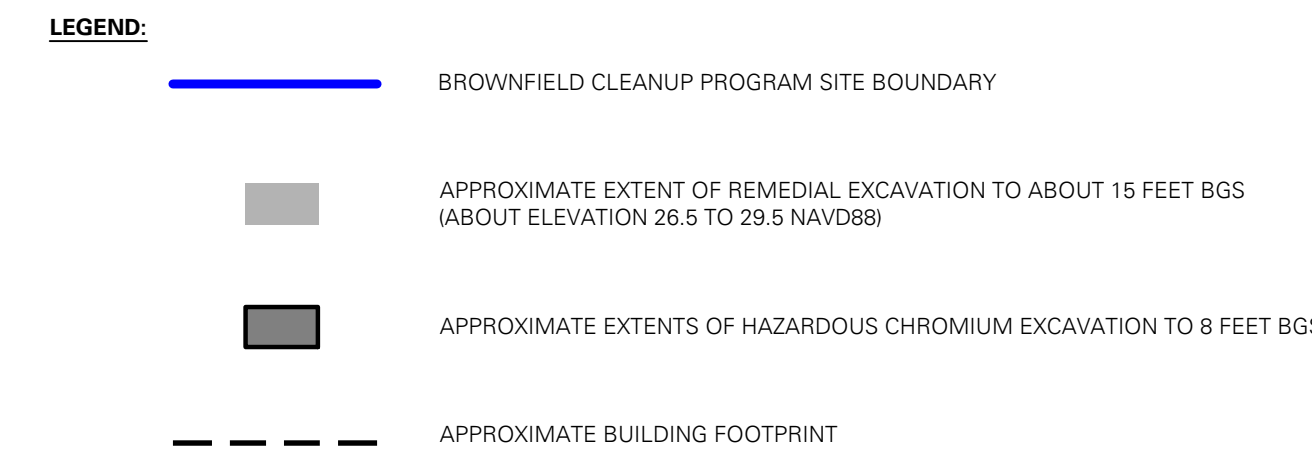 LEGEND:
BROWNFIELD CLEANUP PROGRAM SITE BOUNDARY
APPROXIMATE EXTENT OF REMEDIAL EXCAVATION TO ABOUT 15 FEET BGS
(ABOUT ELEVATION 26.5 TO 29.5 NAVD88)
APPROXIMATE EXTENTS OF HAZARDOUS CHROMIUM EXCAVATION TO 8 FEET BGS
APPROXIMATE BUILDING FOOTPRINT